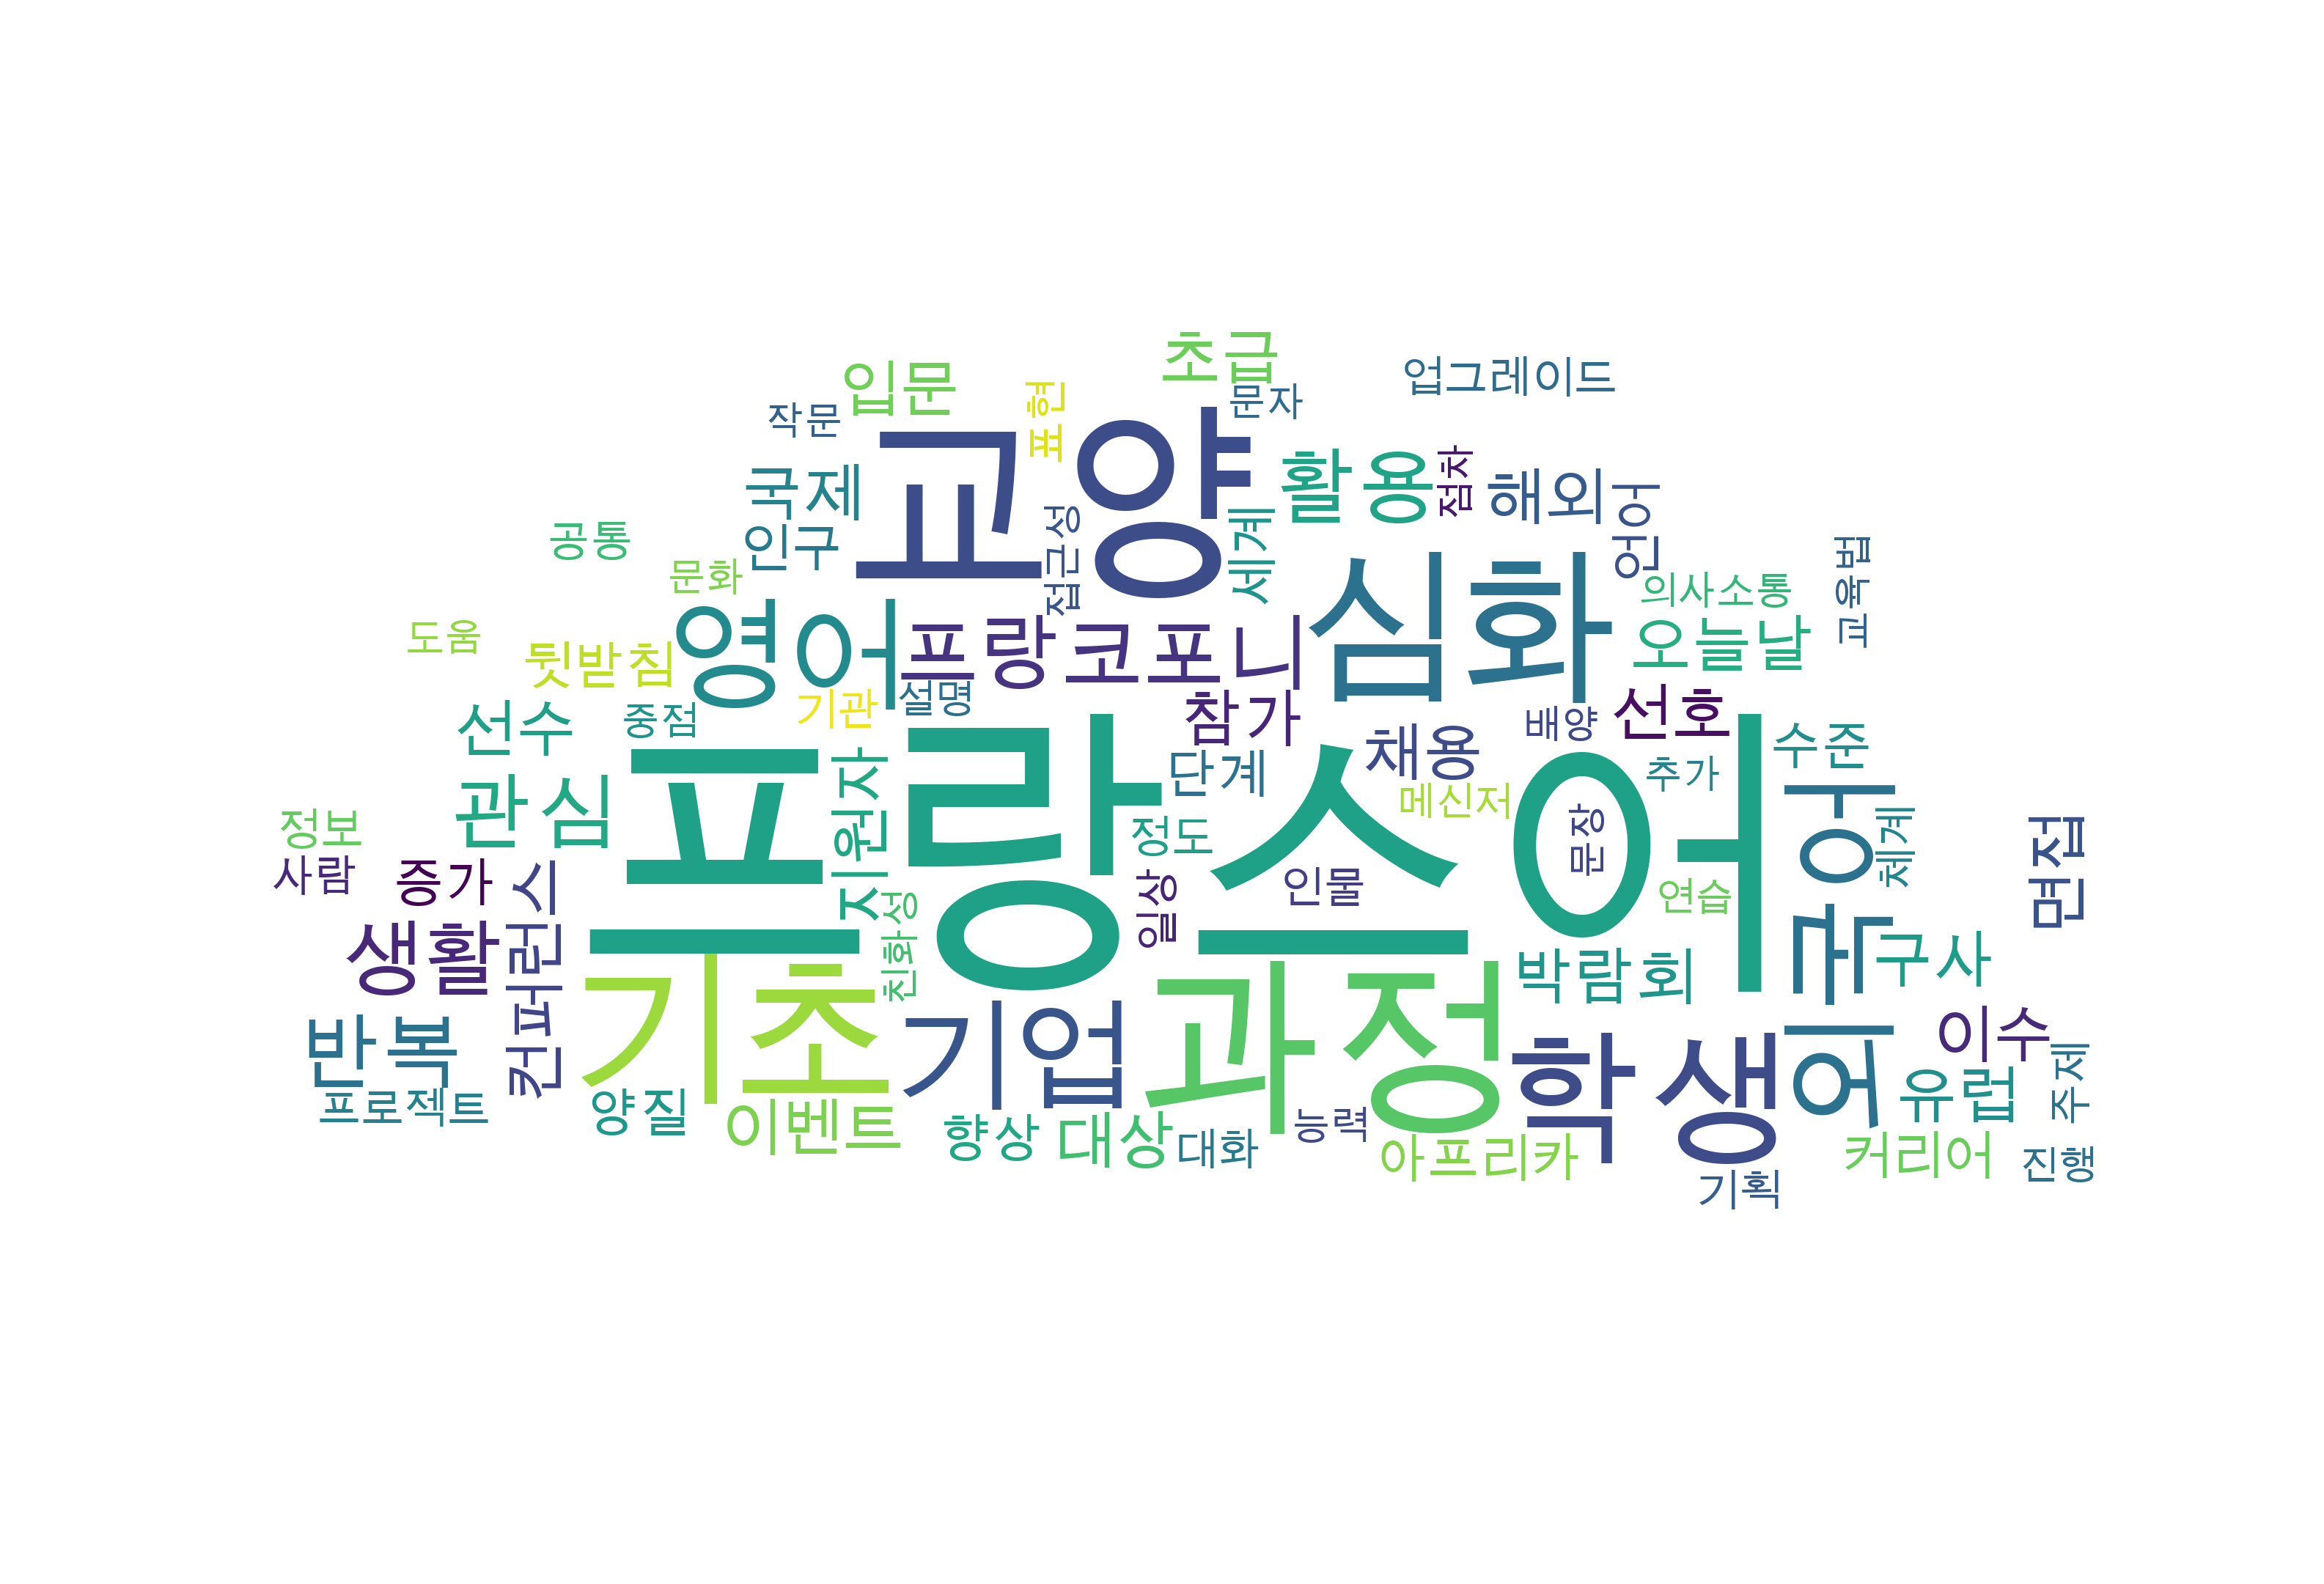 초급
입문
업그레이드
문자
작문
표현
교양
활용
점차
해외
언어
국제
인구
접근성
세계
공통
문화
심화
의사소통
교육법
도움
뒷받침
영어
프랑코포니
오늘날
기관
설명
참가
배양
선호
선수
중점
채용
수준
단계
추가
메신저
관심
지원자
프랑스어
정도
문장
외국어
체계
면접
정보
사람
증가
일상
인물
연습
생활
컨퍼런스
친화성
박람회
구사
기초
기업
과정
학생
이수
반복
프로젝트
양질
이벤트
향상
대상
대화
능력
아프리카
유럽
주제
커리어
진행
기획